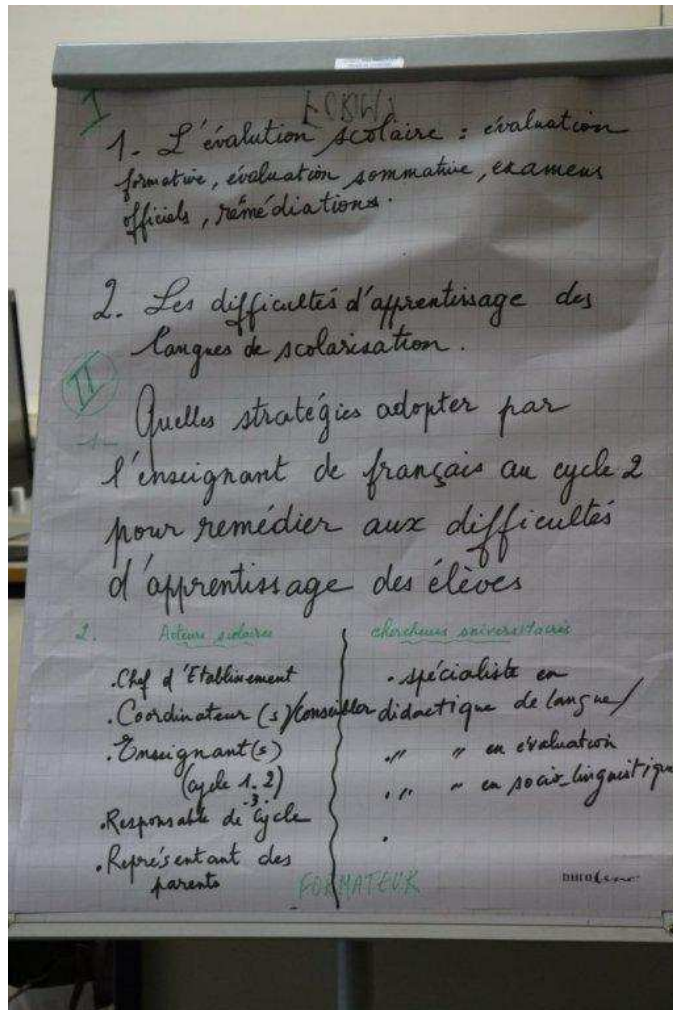 I
1. L'évalution scolaire : évaluation
formative, évaluation sommative, examens
officiels, remédiations.
2. Les difficultés d'apprentissage des
langues de scolarisation.
II
-1-
Quelles stratégies adopter par
l'enseignant de français au cycle 2
pour remédier aux difficultés
d'apprentissage des élèves
2. Acteurs scolaires
.Chef d'Etablissement
.Coordinateur (s)/Conseiller
.Enseignant(s)
(cycle 1. 2)
-3-
.Responsable de Cycle
.Représentant des
parents
chercheurs universitaires
. spécialiste en
didactique de langue/
.,, ,, en évaluation
.,, ,, en socio-linguistique
.
FORMATEUR